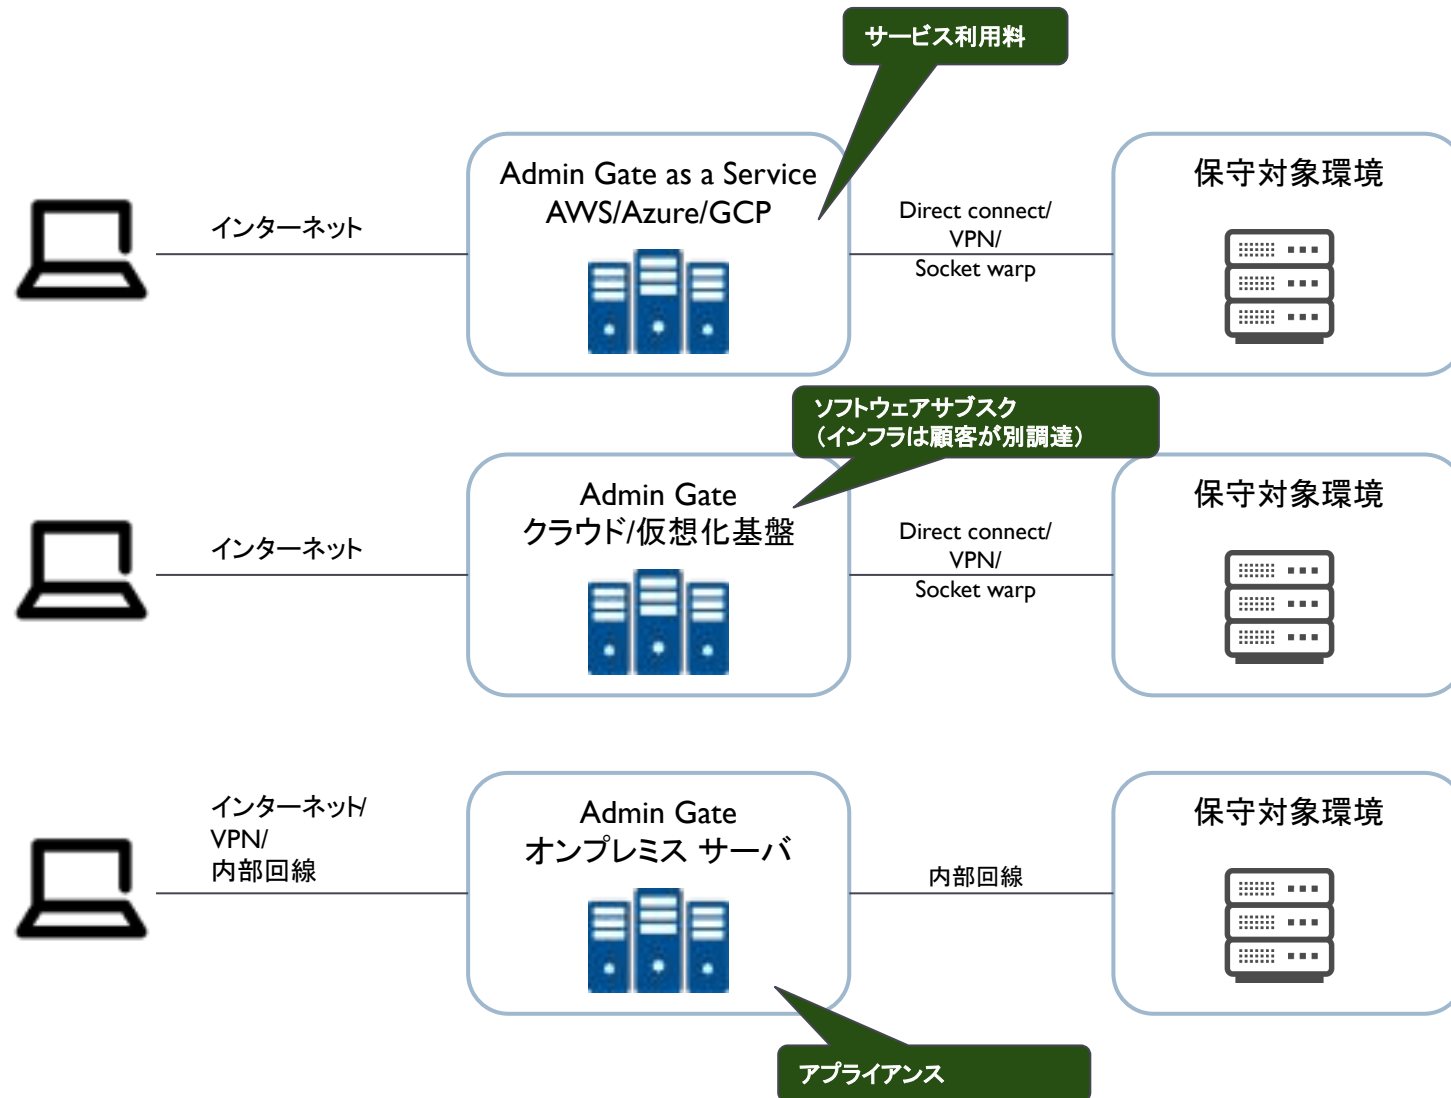 サービス利用料
Admin Gate as a Service
AWS/Azure/GCP
インターネット
Direct connect/
VPN/
Socket warp
保守対象環境
ソフトウェアサブスク
（インフラは顧客が別調達）
Admin Gate
クラウド/仮想化基盤
インターネット
Direct connect/
VPN/
Socket warp
保守対象環境
インターネット/
VPN/
内部回線
Admin Gate
オンプレミス サーバ
内部回線
保守対象環境
アプライアンス